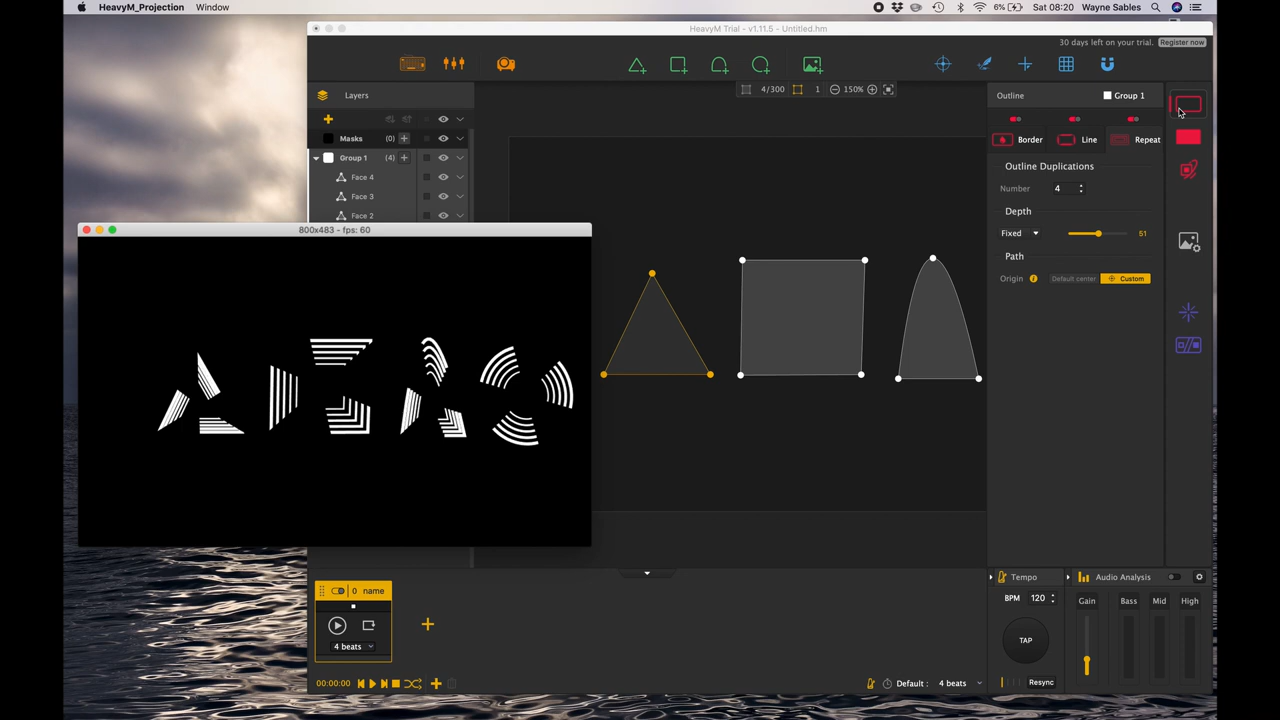 HeavyM_Projection Window
6% Sat 08:20 Wayne Sables
HeavyM Trial - v1.11.5 - Untitled.hm
30 days left on your trial. Register now
4/300 1 150%
Layers
Masks (0)
Group 1 (4)
Face 4
Face 3
Face 2
800x483 - fps: 60
Outline Group 1
Border Line Repeat
Outline Duplications
Number 4
Depth
Fixed 51
Path
Origin Default center Custom
0 name
4 beats
00:00:00
Default : 4 beats
Tempo
BPM 120
TAP
Resync
Audio Analysis
Gain Bass Mid High